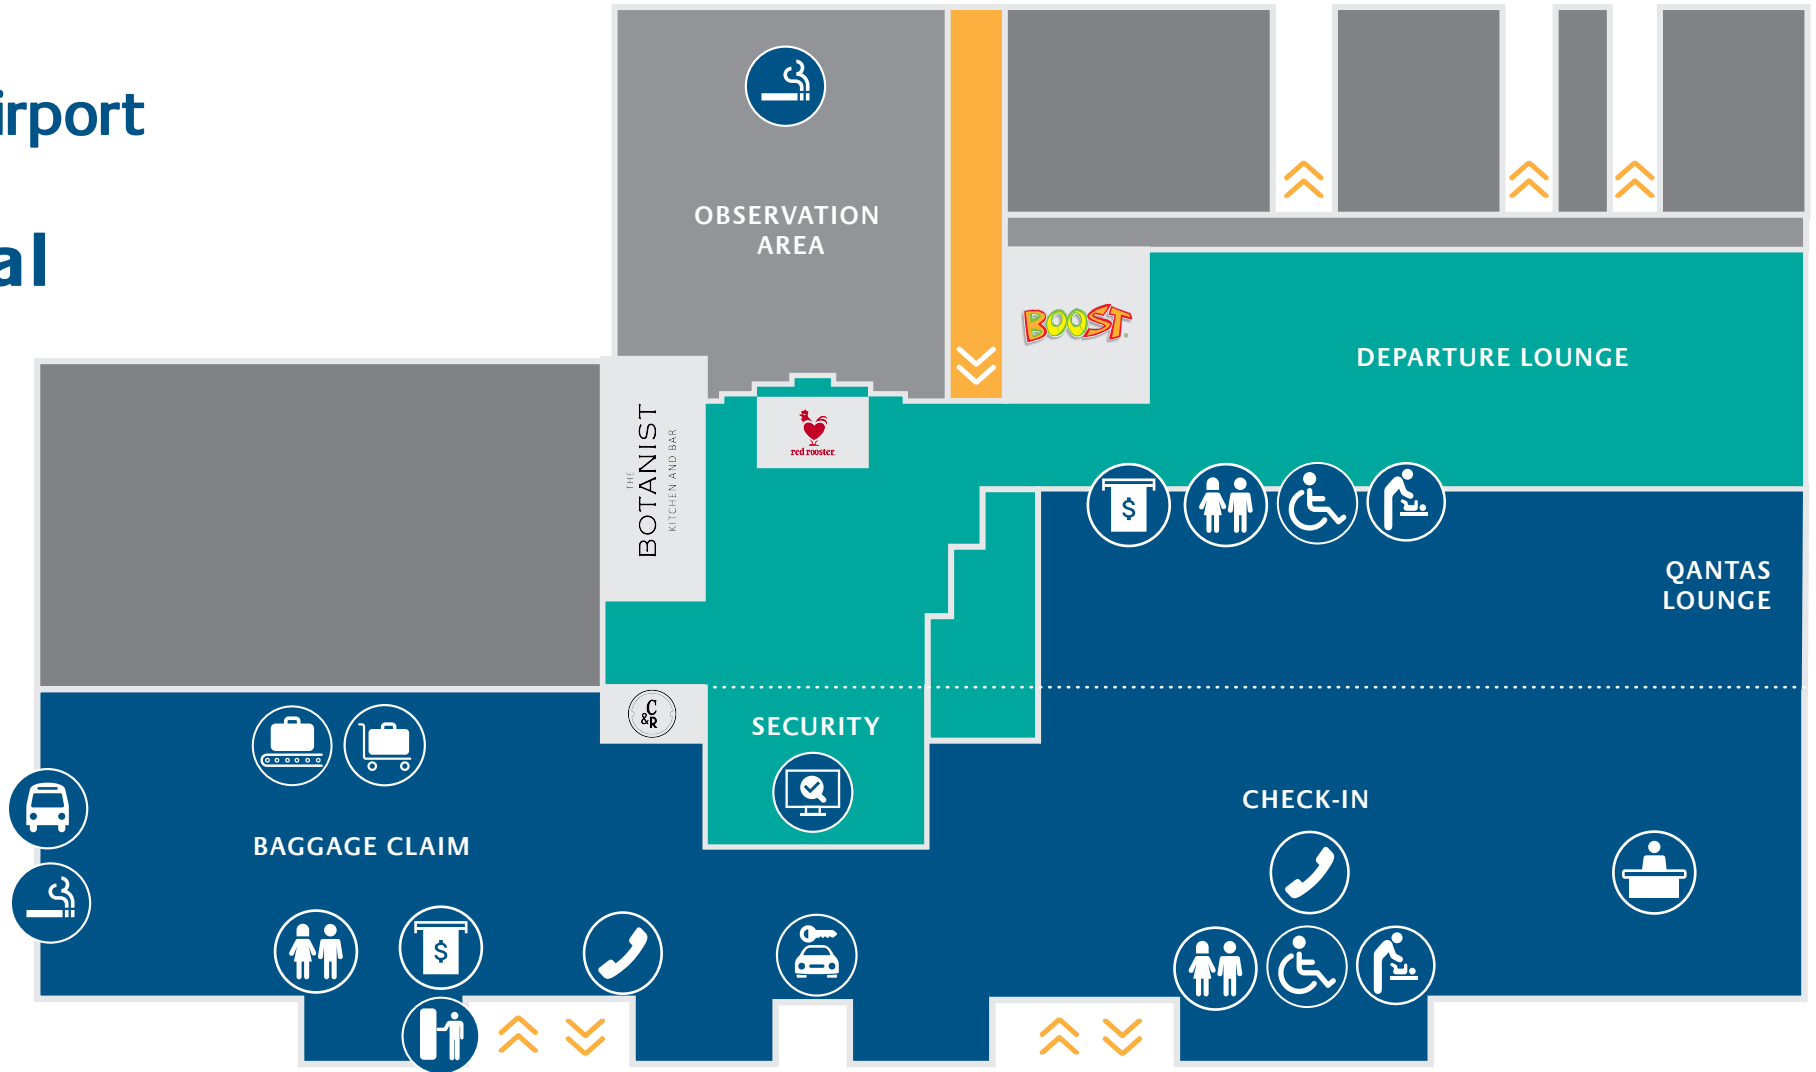 irport
al
OBSERVATION
AREA
BOOST
DEPARTURE LOUNGE
THE
BOTANIST
KITCHEN AND BAR
red rooster
$
QANTAS
LOUNGE
C
&R
SECURITY
CHECK-IN
BAGGAGE CLAIM
$